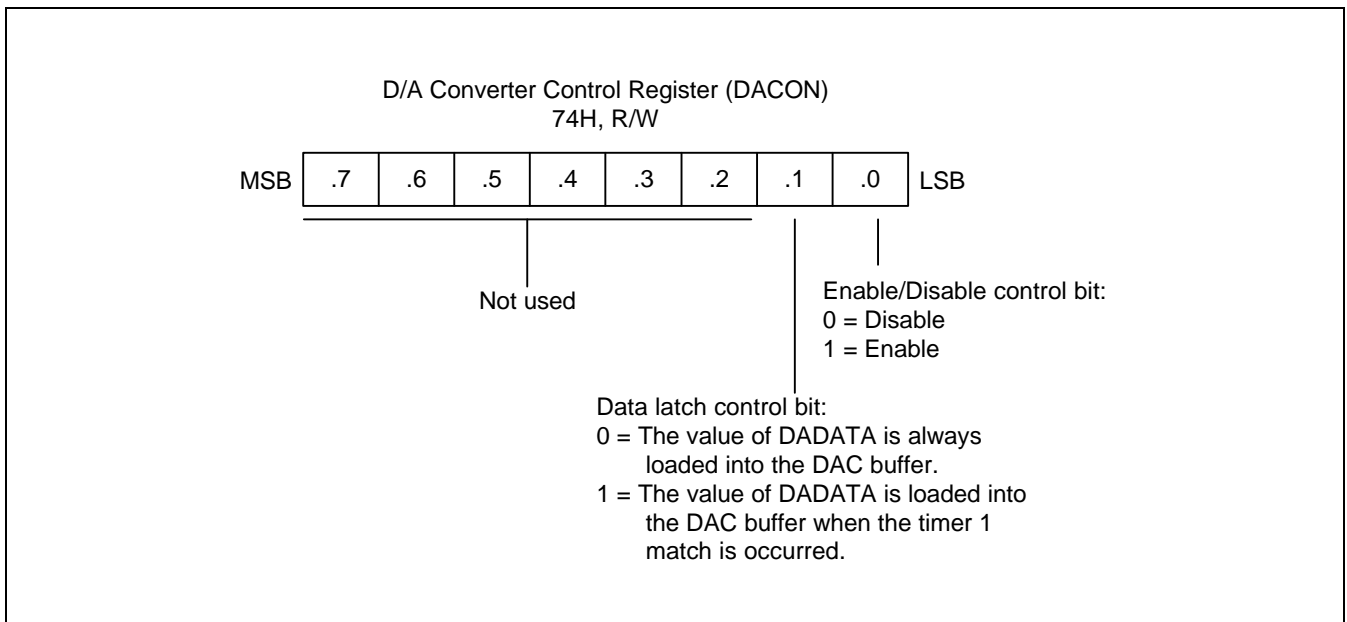 D/A Converter Control Register (DACON)
74H, R/W
MSB .7 .6 .5 .4 .3 .2 .1 .0 LSB
Not used
Enable/Disable control bit:
0 = Disable
1 = Enable
Data latch control bit:
0 = The value of DADATA is always
loaded into the DAC buffer.
1 = The value of DADATA is loaded into
the DAC buffer when the timer 1
match is occurred.